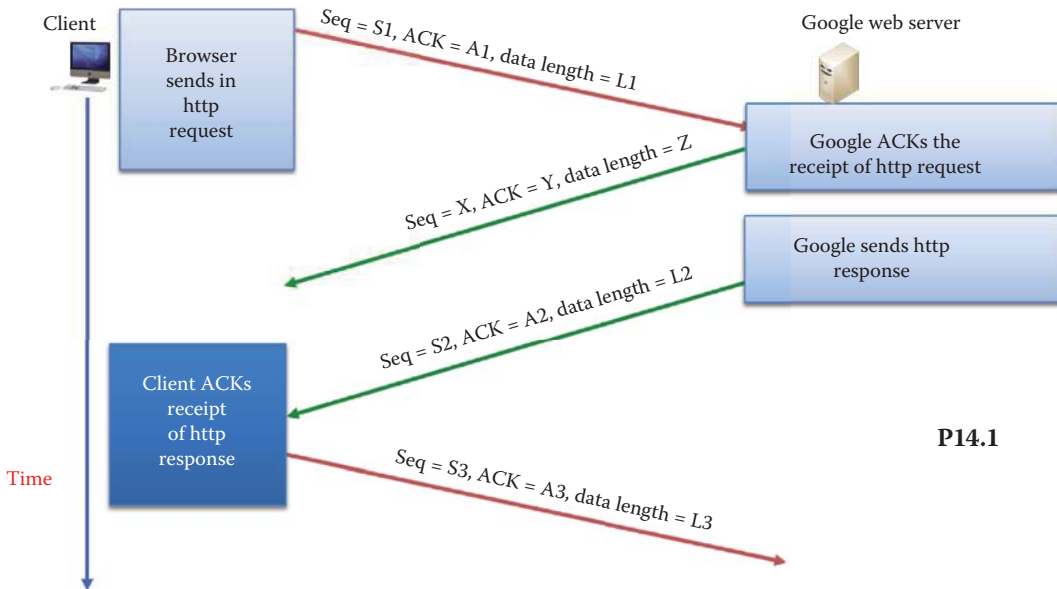 Client
Google web server
Browser
sends in
http
request
Seq = S1, ACK = A1, data length = L1
Google ACKs the
receipt of http request
Seq = X, ACK = Y, data length = Z
Google sends http
response
Seq = S2, ACK = A2, data length = L2
Client ACKs
receipt
of http
response
P14.1
Time
Seq = S3, ACK = A3, data length = L3